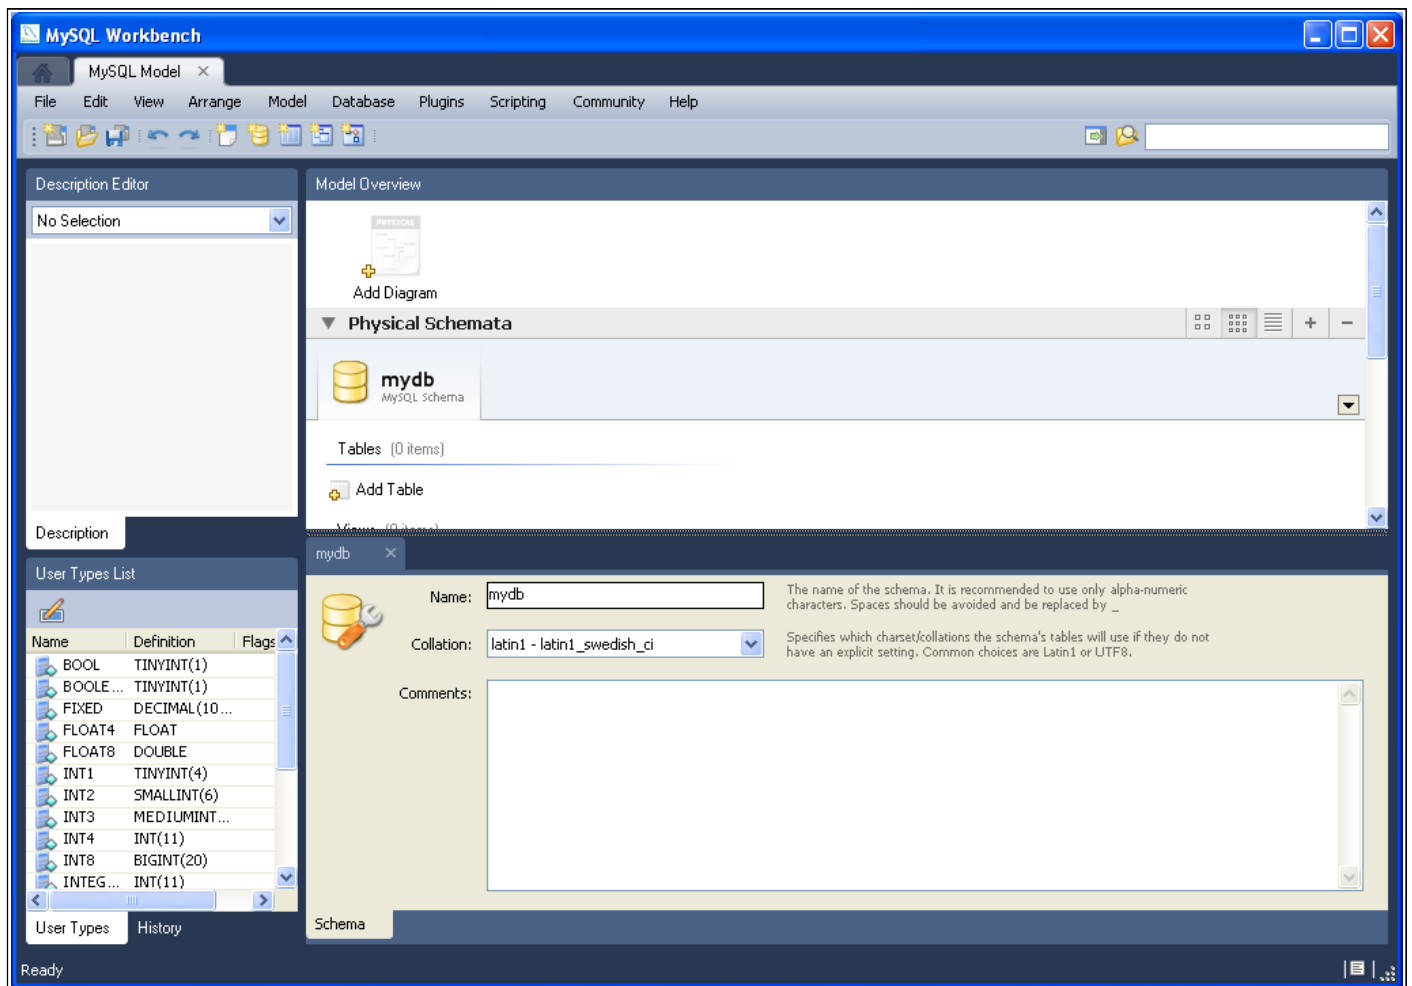 MySQL Workbench
MySQL Model
File Edit View Arrange Model Database Plugins Scripting Community Help
Description Editor
No Selection
Description
Model Overview
PHYSICAL
Add Diagram
Physical Schemata
mydb
MySQL Schema
Tables (0 items)
Add Table
Views (0 items)
User Types List
Name Definition Flags
BOOL TINYINT(1)
BOOLE... TINYINT(1)
FIXED DECIMAL(10...
FLOAT4 FLOAT
FLOAT8 DOUBLE
INT1 TINYINT(4)
INT2 SMALLINT(6)
INT3 MEDIUMINT...
INT4 INT(11)
INT8 BIGINT(20)
INTEG... INT(11)
User Types History
mydb
Name: mydb
The name of the schema. It is recommended to use only alpha-numeric
characters. Spaces should be avoided and be replaced by _
Collation: latin1 - latin1_swedish_ci
Specifies which charset/collations the schema's tables will use if they do not
have an explicit setting. Common choices are Latin1 or UTF8.
Comments:
Schema
Ready